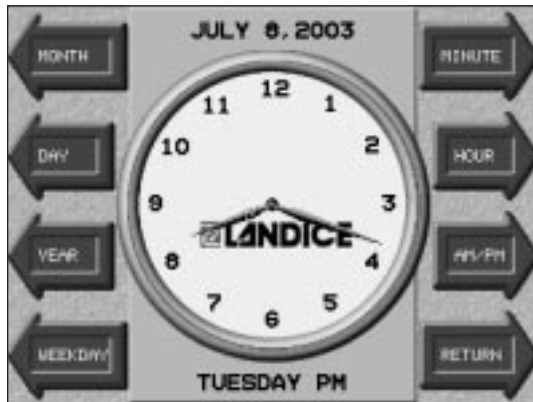 JULY 8, 2003
MONTH
MINUTE
12
11
1
10
2
DAY
HOUR
9
3
LANDICE
8
4
YEAR
AM/PM
7
5
6
WEEKDAY
RETURN
TUESDAY PM